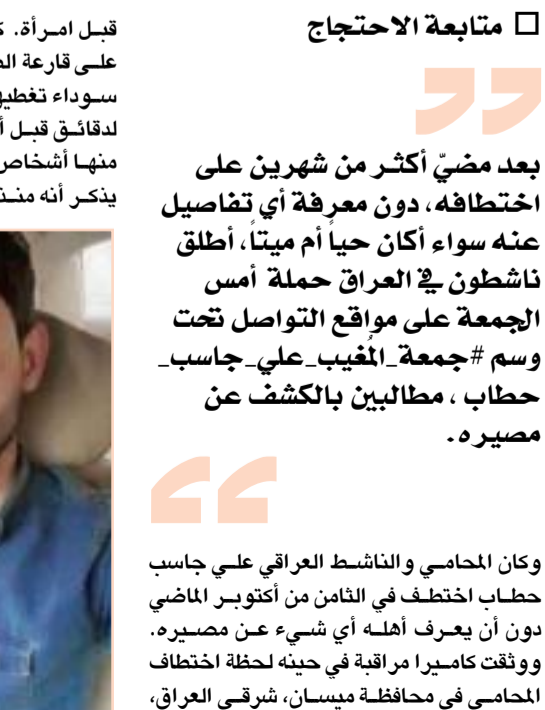 □ متابعة الاحتجاج
بعد مضيّ أكثر من شهرين على
اختطافه، دون معرفة أي تفاصيل
عنه سواء أكان حياً أم ميتاً، أطلق
ناشطون في العراق حملة أمس
الجمعة على مواقع التواصل تحت
وسم #جمعة_المُغيب_علي_جاسب_
حطاب ، مطالبين بالكشف عن
مصيره.
وكان المحامي والناشط العراقي علي جاسب
حطاب اختطف في الثامن من أكتوبر الماضي
دون أن يعرف أهله أي شيء عن مصيره.
ووثقت كاميرا مراقبة في حينه لحظة اختطاف
المحامي في محافظة ميسان، شرقي العراق،
قبل امرأة.
على قارعة
سوداء
لدقائق قبل
منها أشخاص
يذكر أنه